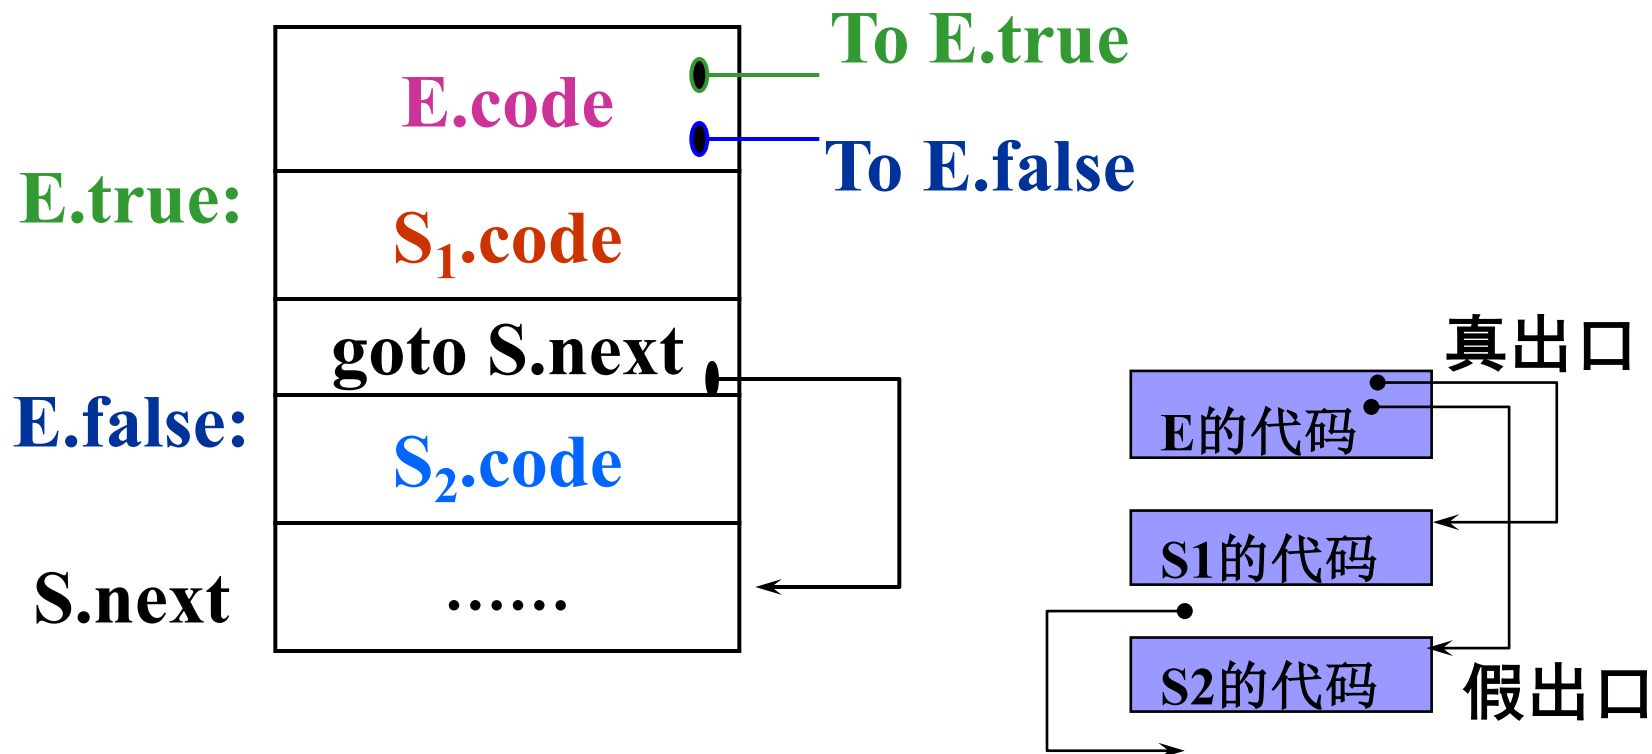 To E.true
E.code
To E.false
E.true:
S₁.code
goto S.next
E.false:
S₂.code
S.next
......
真出口
E的代码
S1的代码
S2的代码
假出口